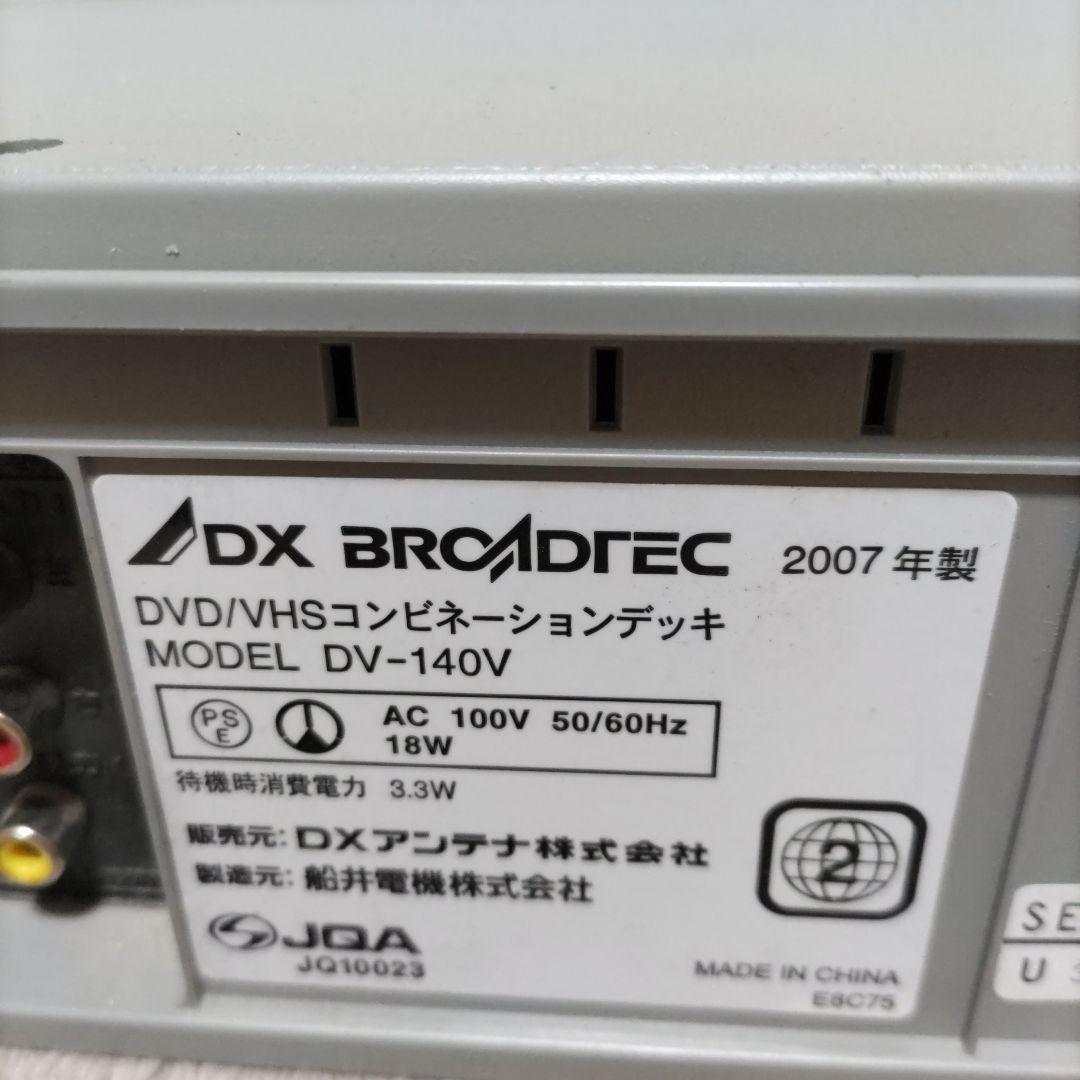 DX BROADTEC 2007年製
DVD/VHSコンビネーションデッキ
MODEL DV-140V
PSE AC 100V 50/60Hz
18W
待機時消費電力 3.3W
販売元: DXアンテナ株式会社
製造元: 船井電機株式会社
2
JQA
JQ10023
MADE IN CHINA
E8C75
SE
U